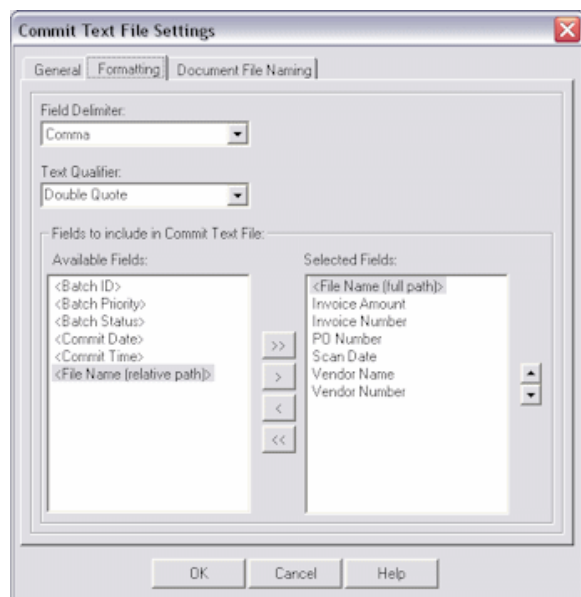 Commit Text File Settings
General Formatting Document File Naming
Field Delimiter:
Comma
Text Qualifier:
Double Quote
Fields to include in Commit Text File:
Available Fields:
<Batch ID>
<Batch Priority>
<Batch Status>
<Commit Date>
<Commit Time>
<File Name (relative path)>
>>
>
<
<<
Selected Fields:
<File Name (full path)>
Invoice Amount
Invoice Number
PO Number
Scan Date
Vendor Name
Vendor Number
OK Cancel Help